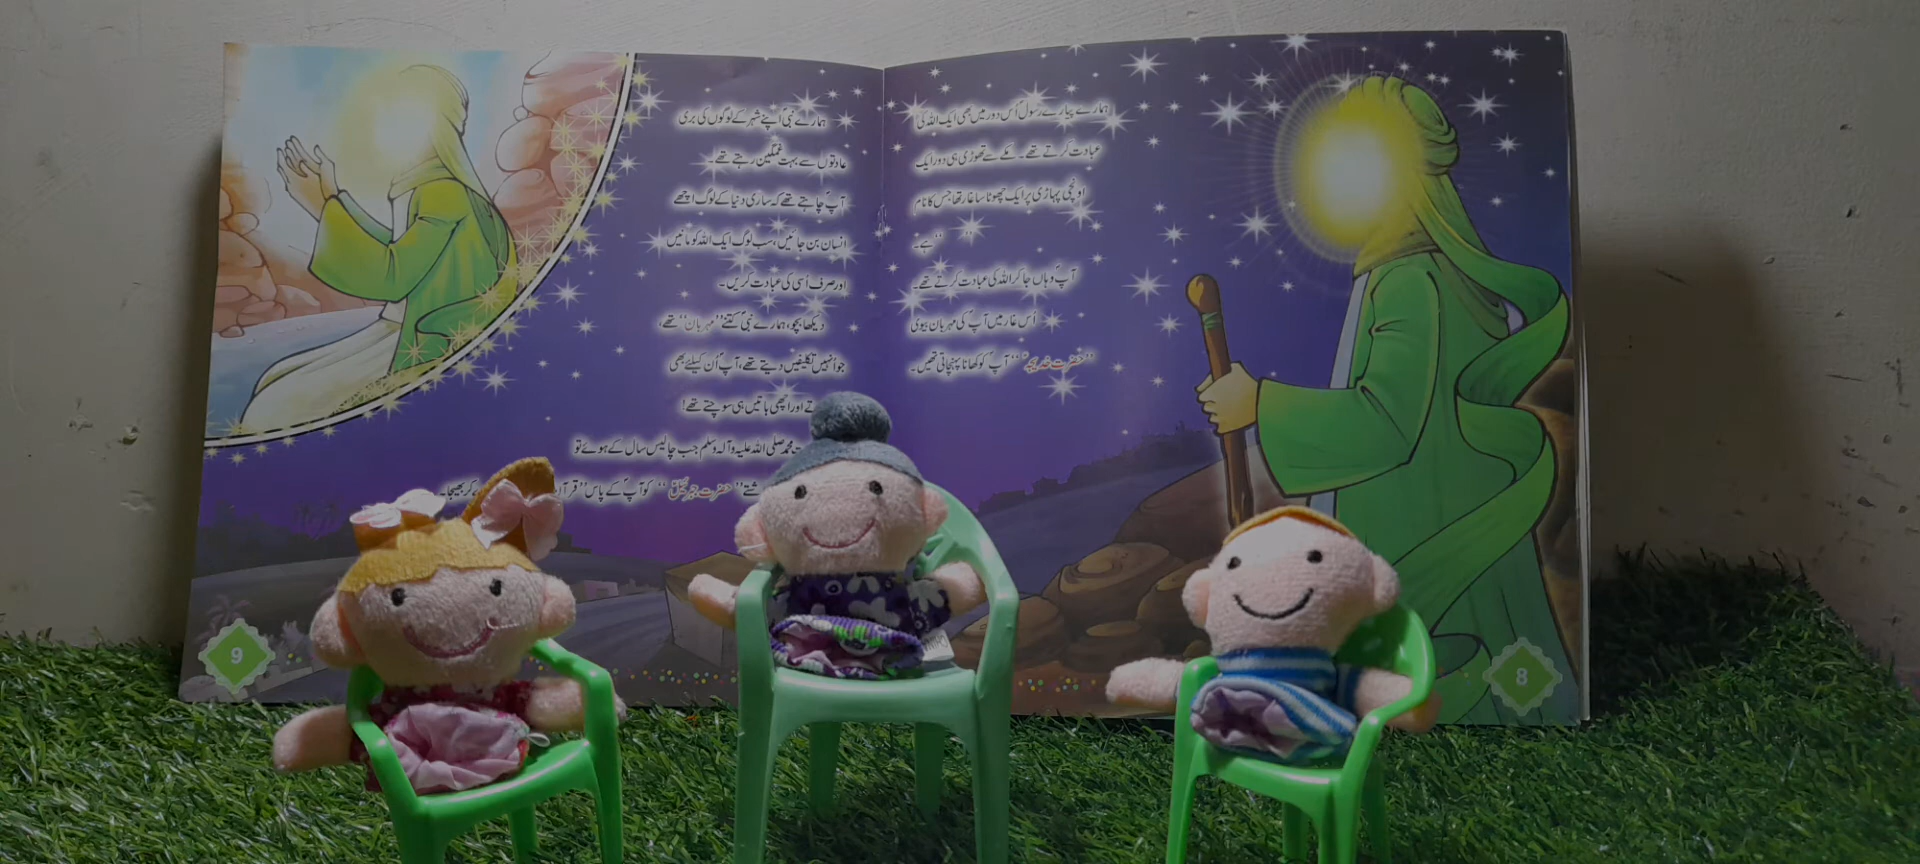 ہمارے پیارے رسولؐ اُس دور میں بھی ایک اللہ کی
عبادت کرتے تھے۔ مکے سے تھوڑی ہی دور ایک
اونچی پہاڑی پر ایک چھوٹا سا غار تھا جس کا نام
" " ہے۔
آپؐ وہاں جا کر اللہ کی عبادت کرتے تھے۔
اُس غار میں آپؐ کی مہربان بیوی
"حضرت خدیجہؑ" آپؐ کو کھانا پہنچاتی تھیں۔
8
ہمارے نبیؐ اپنے شہر کے لوگوں کی بری
عادتوں سے بہت غمگین رہتے تھے۔
آپؐ چاہتے تھے کہ ساری دنیا کے لوگ اچھے
انسان بن جائیں، سب لوگ ایک اللہ کو مانیں
اور صرف اُسی کی عبادت کریں۔
دیکھا بچو، ہمارے نبیؐ کتنے "مہربان" تھے،
جو اُنہیں تکلیفیں دیتے تھے، آپؐ اُن کیلئے بھی
اور اچھی باتیں ہی سوچتے تھے!
محمد صلی اللہ علیہ وآلہ وسلم جب چالیس سال کے ہوئے تو
"حضرت جبرئیلؑ" کو آپؐ کے پاس "قرآن کر بھیجا۔
9